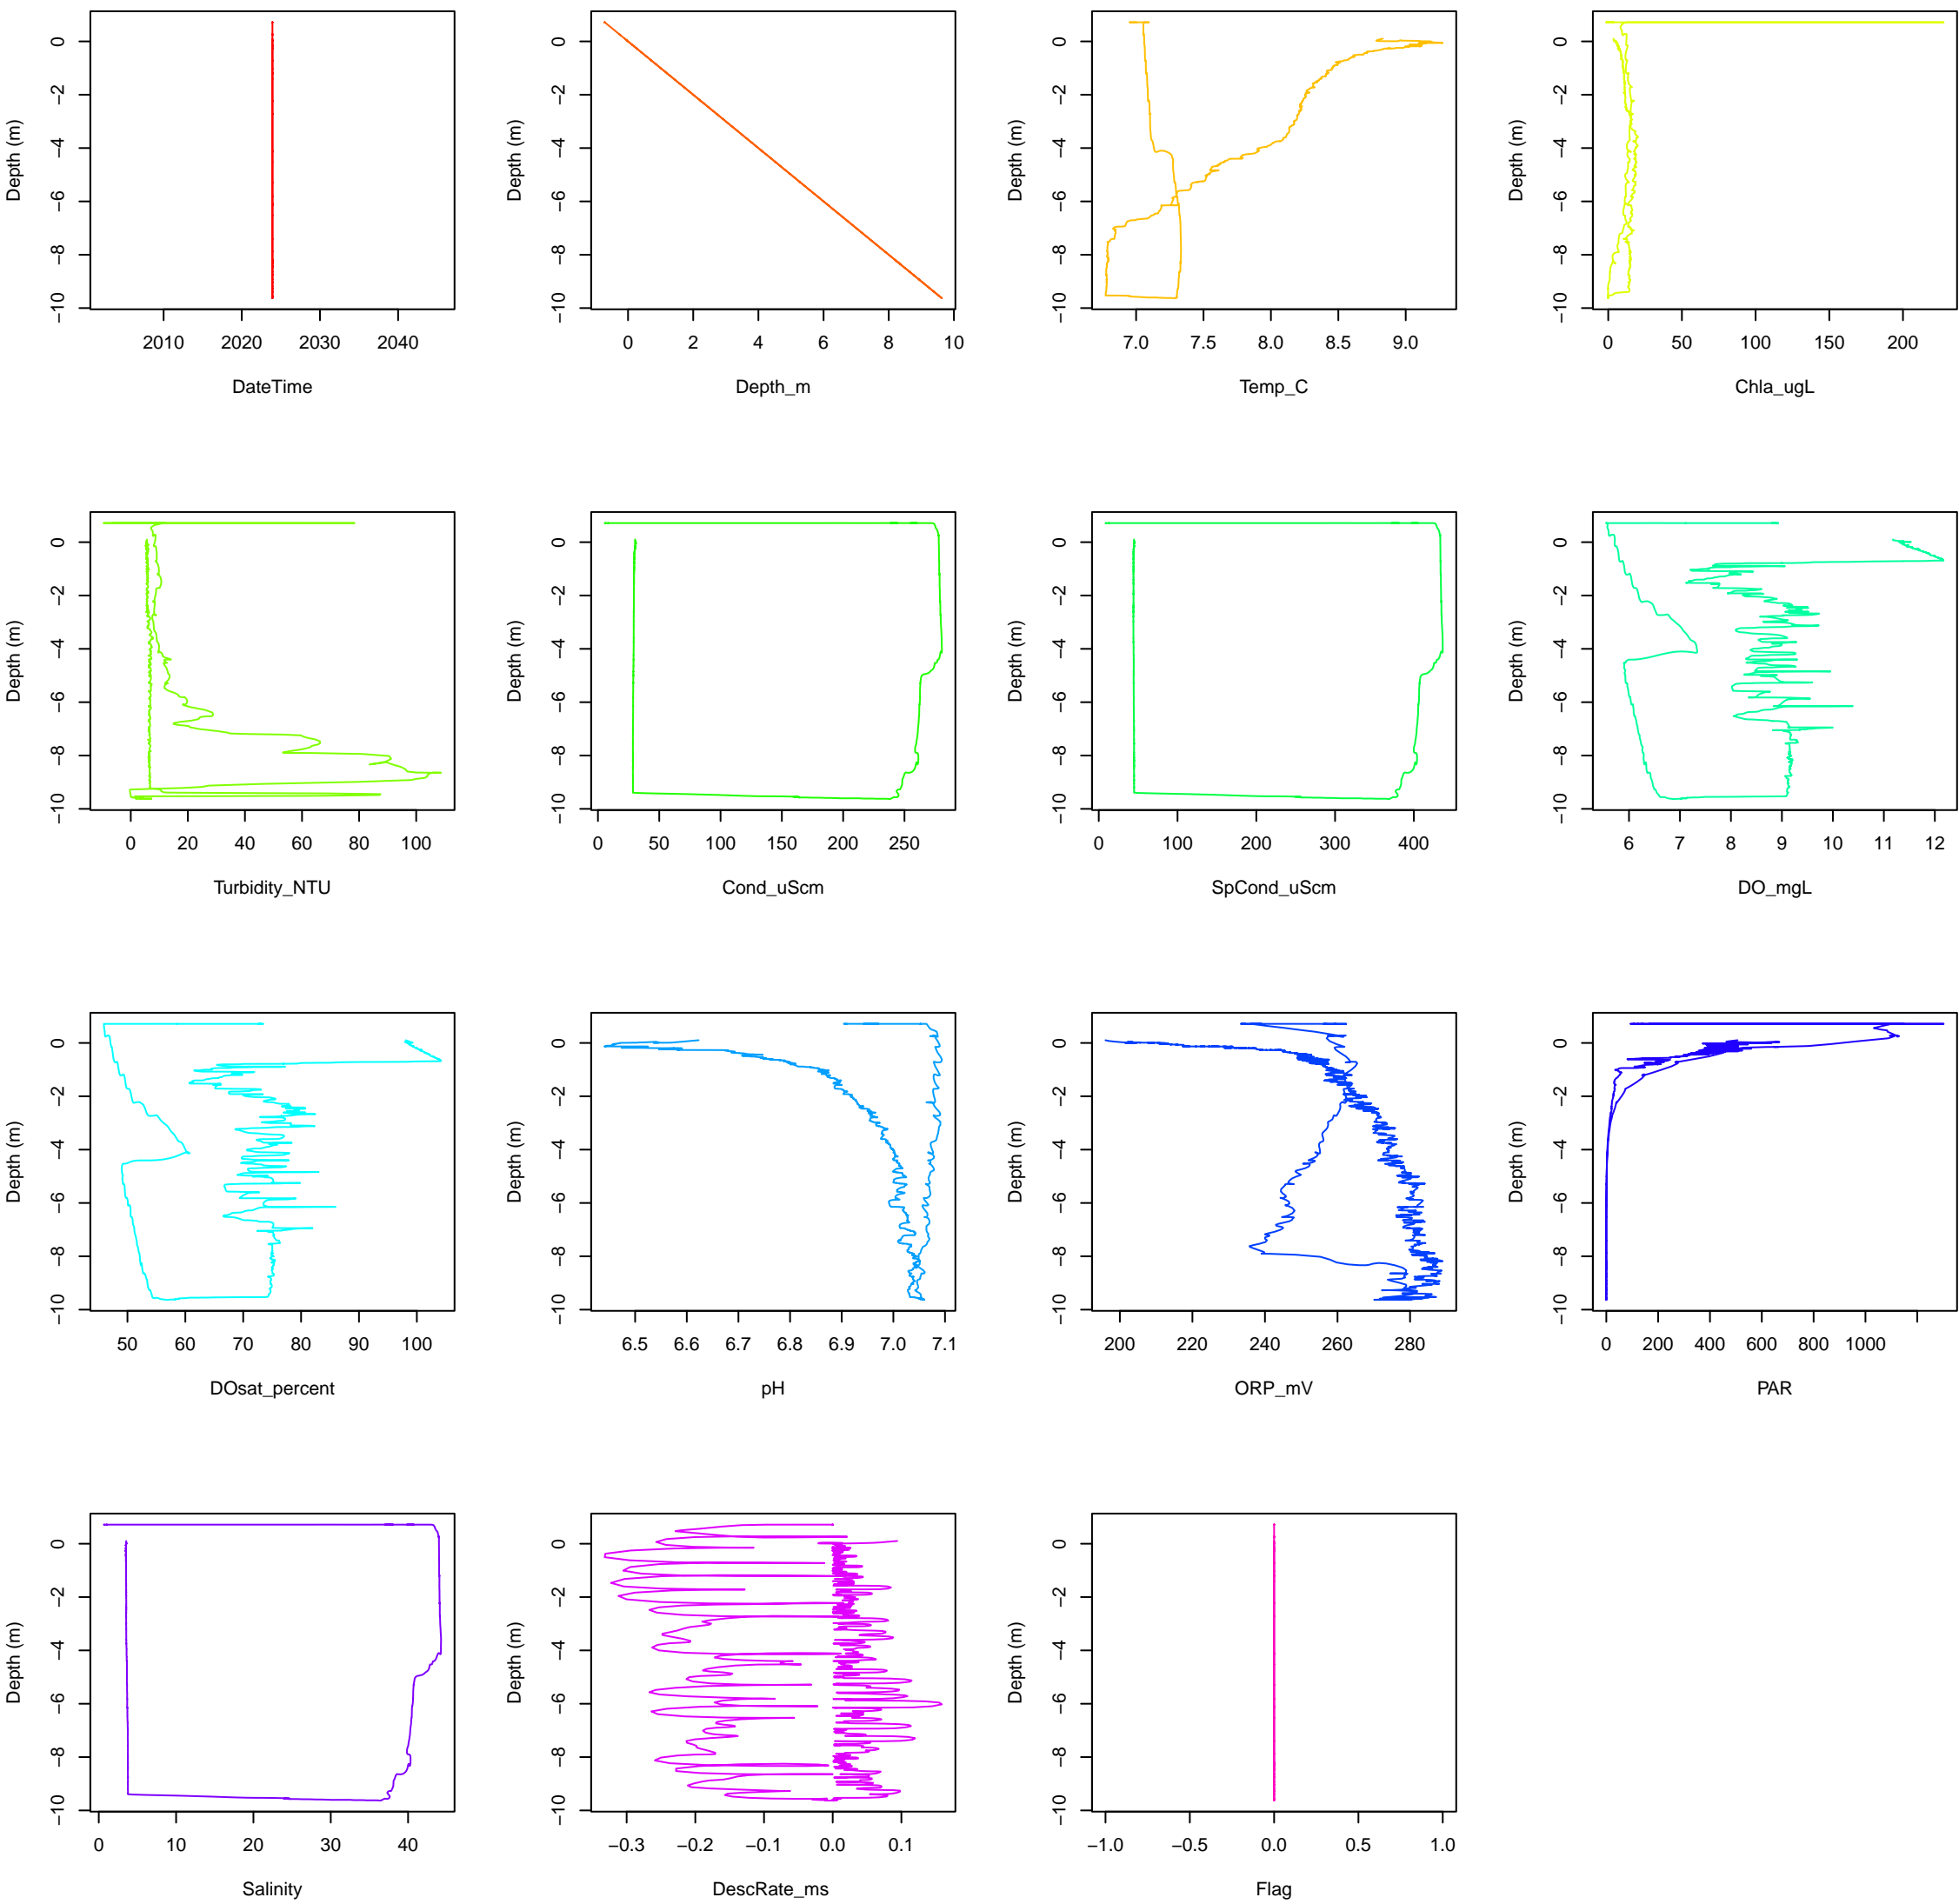 Depth (m)
0
−2
−4
−6
−8
−10
2010 2020 2030 2040
DateTime
Depth (m)
0
−2
−4
−6
−8
−10
0 2 4 6 8 10
Depth_m
Depth (m)
0
−2
−4
−6
−8
−10
7.0 7.5 8.0 8.5 9.0
Temp_C
Depth (m)
0
−2
−4
−6
−8
−10
0 50 100 150 200
Chla_ugL
Depth (m)
0
−2
−4
−6
−8
−10
0 20 40 60 80 100
Turbidity_NTU
Depth (m)
0
−2
−4
−6
−8
−10
0 50 100 150 200 250
Cond_uScm
Depth (m)
0
−2
−4
−6
−8
−10
0 100 200 300 400
SpCond_uScm
Depth (m)
0
−2
−4
−6
−8
−10
6 7 8 9 10 11 12
DO_mgL
Depth (m)
0
−2
−4
−6
−8
−10
50 60 70 80 90 100
DOsat_percent
Depth (m)
0
−2
−4
−6
−8
−10
6.5 6.6 6.7 6.8 6.9 7.0 7.1
pH
Depth (m)
0
−2
−4
−6
−8
−10
200 220 240 260 280
ORP_mV
Depth (m)
0
−2
−4
−6
−8
−10
0 200 400 600 800 1000
PAR
Depth (m)
0
−2
−4
−6
−8
−10
0 10 20 30 40
Salinity
Depth (m)
0
−2
−4
−6
−8
−10
−0.3 −0.2 −0.1 0.0 0.1
DescRate_ms
Depth (m)
0
−2
−4
−6
−8
−10
−1.0 −0.5 0.0 0.5 1.0
Flag